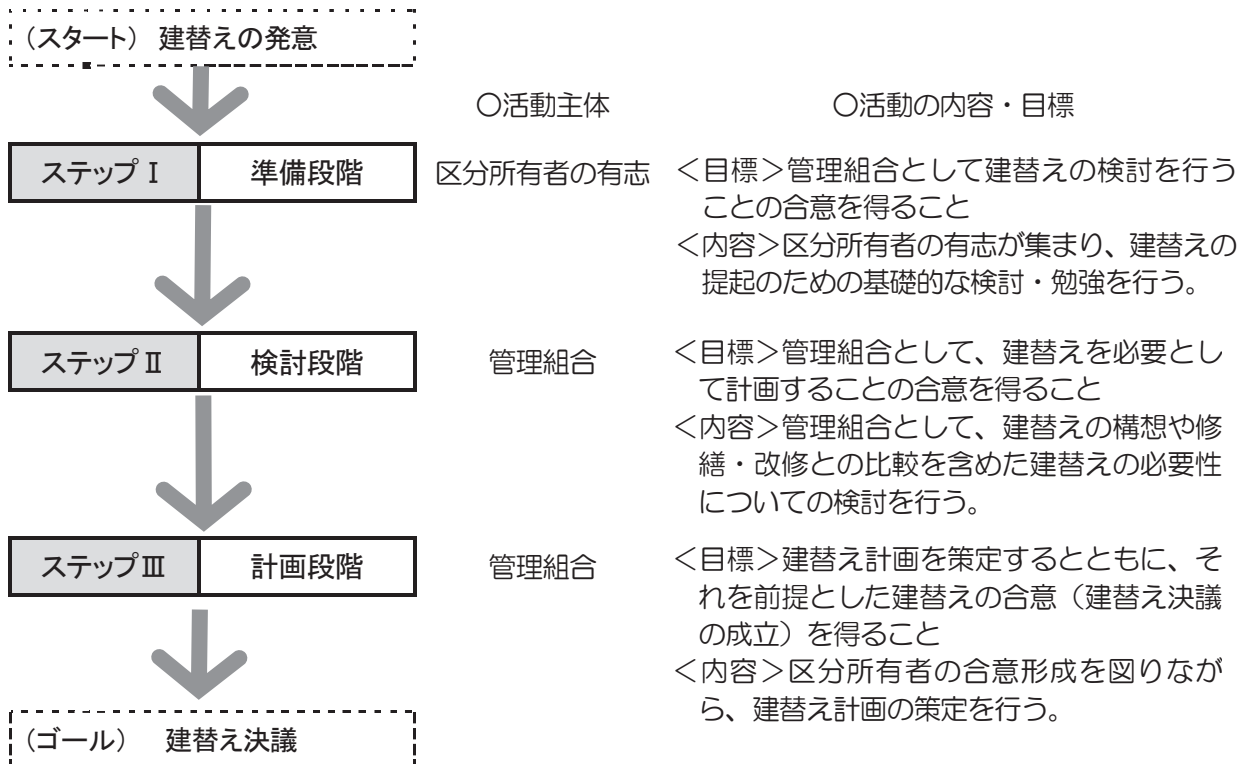 (スタート) 建替えの発意
○活動主体
○活動の内容・目標
ステップⅠ 準備段階
区分所有者の有志
<目標>管理組合として建替えの検討を行う
ことの合意を得ること
<内容>区分所有者の有志が集まり、建替えの
提起のための基礎的な検討・勉強を行う。
ステップⅡ 検討段階
管理組合
<目標>管理組合として、建替えを必要とし
て計画することの合意を得ること
<内容>管理組合として、建替えの構想や修
繕・改修との比較を含めた建替えの必要性
についての検討を行う。
ステップⅢ 計画段階
管理組合
<目標>建替え計画を策定するとともに、そ
れを前提とした建替えの合意(建替え決議
の成立)を得ること
<内容>区分所有者の合意形成を図りなが
ら、建替え計画の策定を行う。
(ゴール) 建替え決議